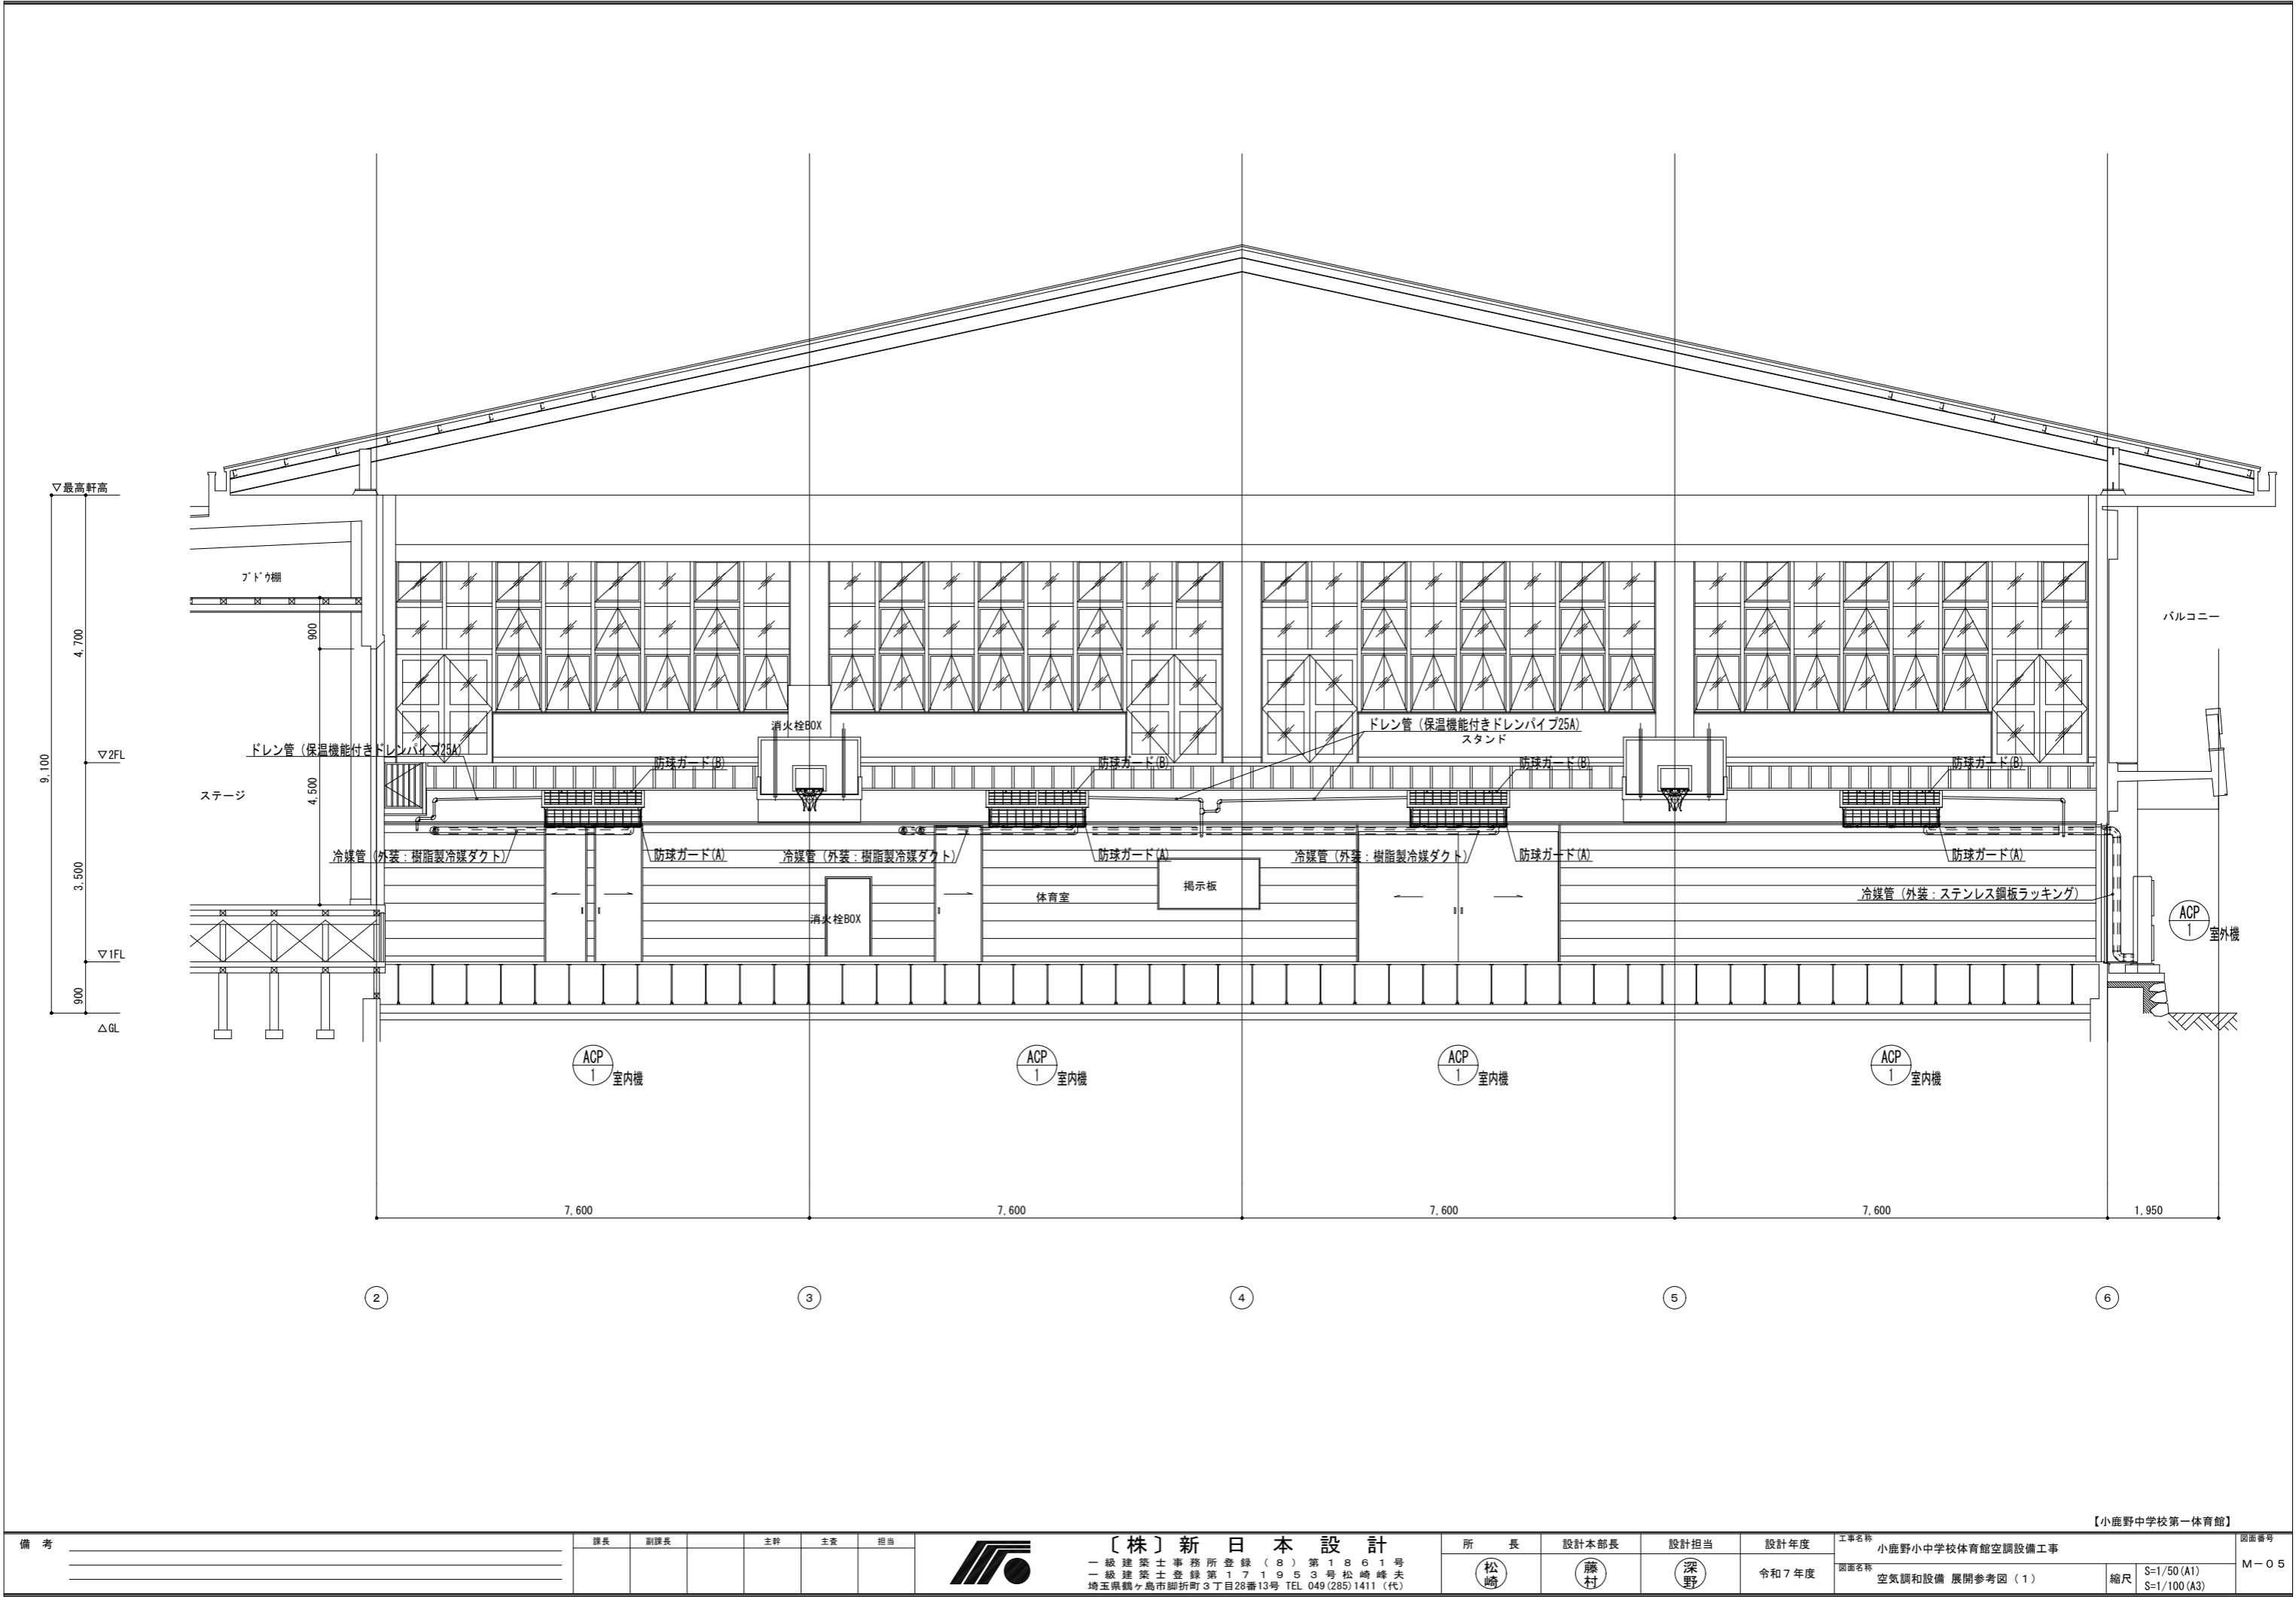 ▽最高軒高
ブドウ棚
900
4,700
バルコニー
消火栓BOX
ドレン管（保温機能付きドレンパイプ25A）
スタンド
ドレン管（保温機能付きドレンパイプ25A）
▽2FL
防球ガード(B)
防球ガード(B)
防球ガード(B)
防球ガード(B)
9,100
4,500
ステージ
冷媒管（外装：樹脂製冷媒ダクト）
防球ガード(A)
冷媒管（外装：樹脂製冷媒ダクト）
防球ガード(A)
冷媒管（外装：樹脂製冷媒ダクト）
防球ガード(A)
防球ガード(A)
3,500
掲示板
体育室
冷媒管（外装：ステンレス鋼板ラッキング）
消火栓BOX
ACP
1
室外機
▽1FL
900
△GL
ACP
1
室内機
ACP
1
室内機
ACP
1
室内機
ACP
1
室内機
7,600
7,600
7,600
7,600
1,950
2
3
4
5
6
【小鹿野中学校第一体育館】
備考
課長
副課長
主幹
主査
担当
〔株〕新日本設計
一級建築士事務所登録（８）第１８６１号
一級建築士登録第１７１９５３号松崎峰夫
埼玉県鶴ヶ島市脚折町３丁目28番13号 TEL 049(285)1411（代）
所長
松崎
設計本部長
藤村
設計担当
深野
設計年度
令和７年度
工事名称
小鹿野小中学校体育館空調設備工事
図面名称
空気調和設備 展開参考図（１）
縮尺
S=1/50(A1)
S=1/100(A3)
図面番号
Ｍ－０５